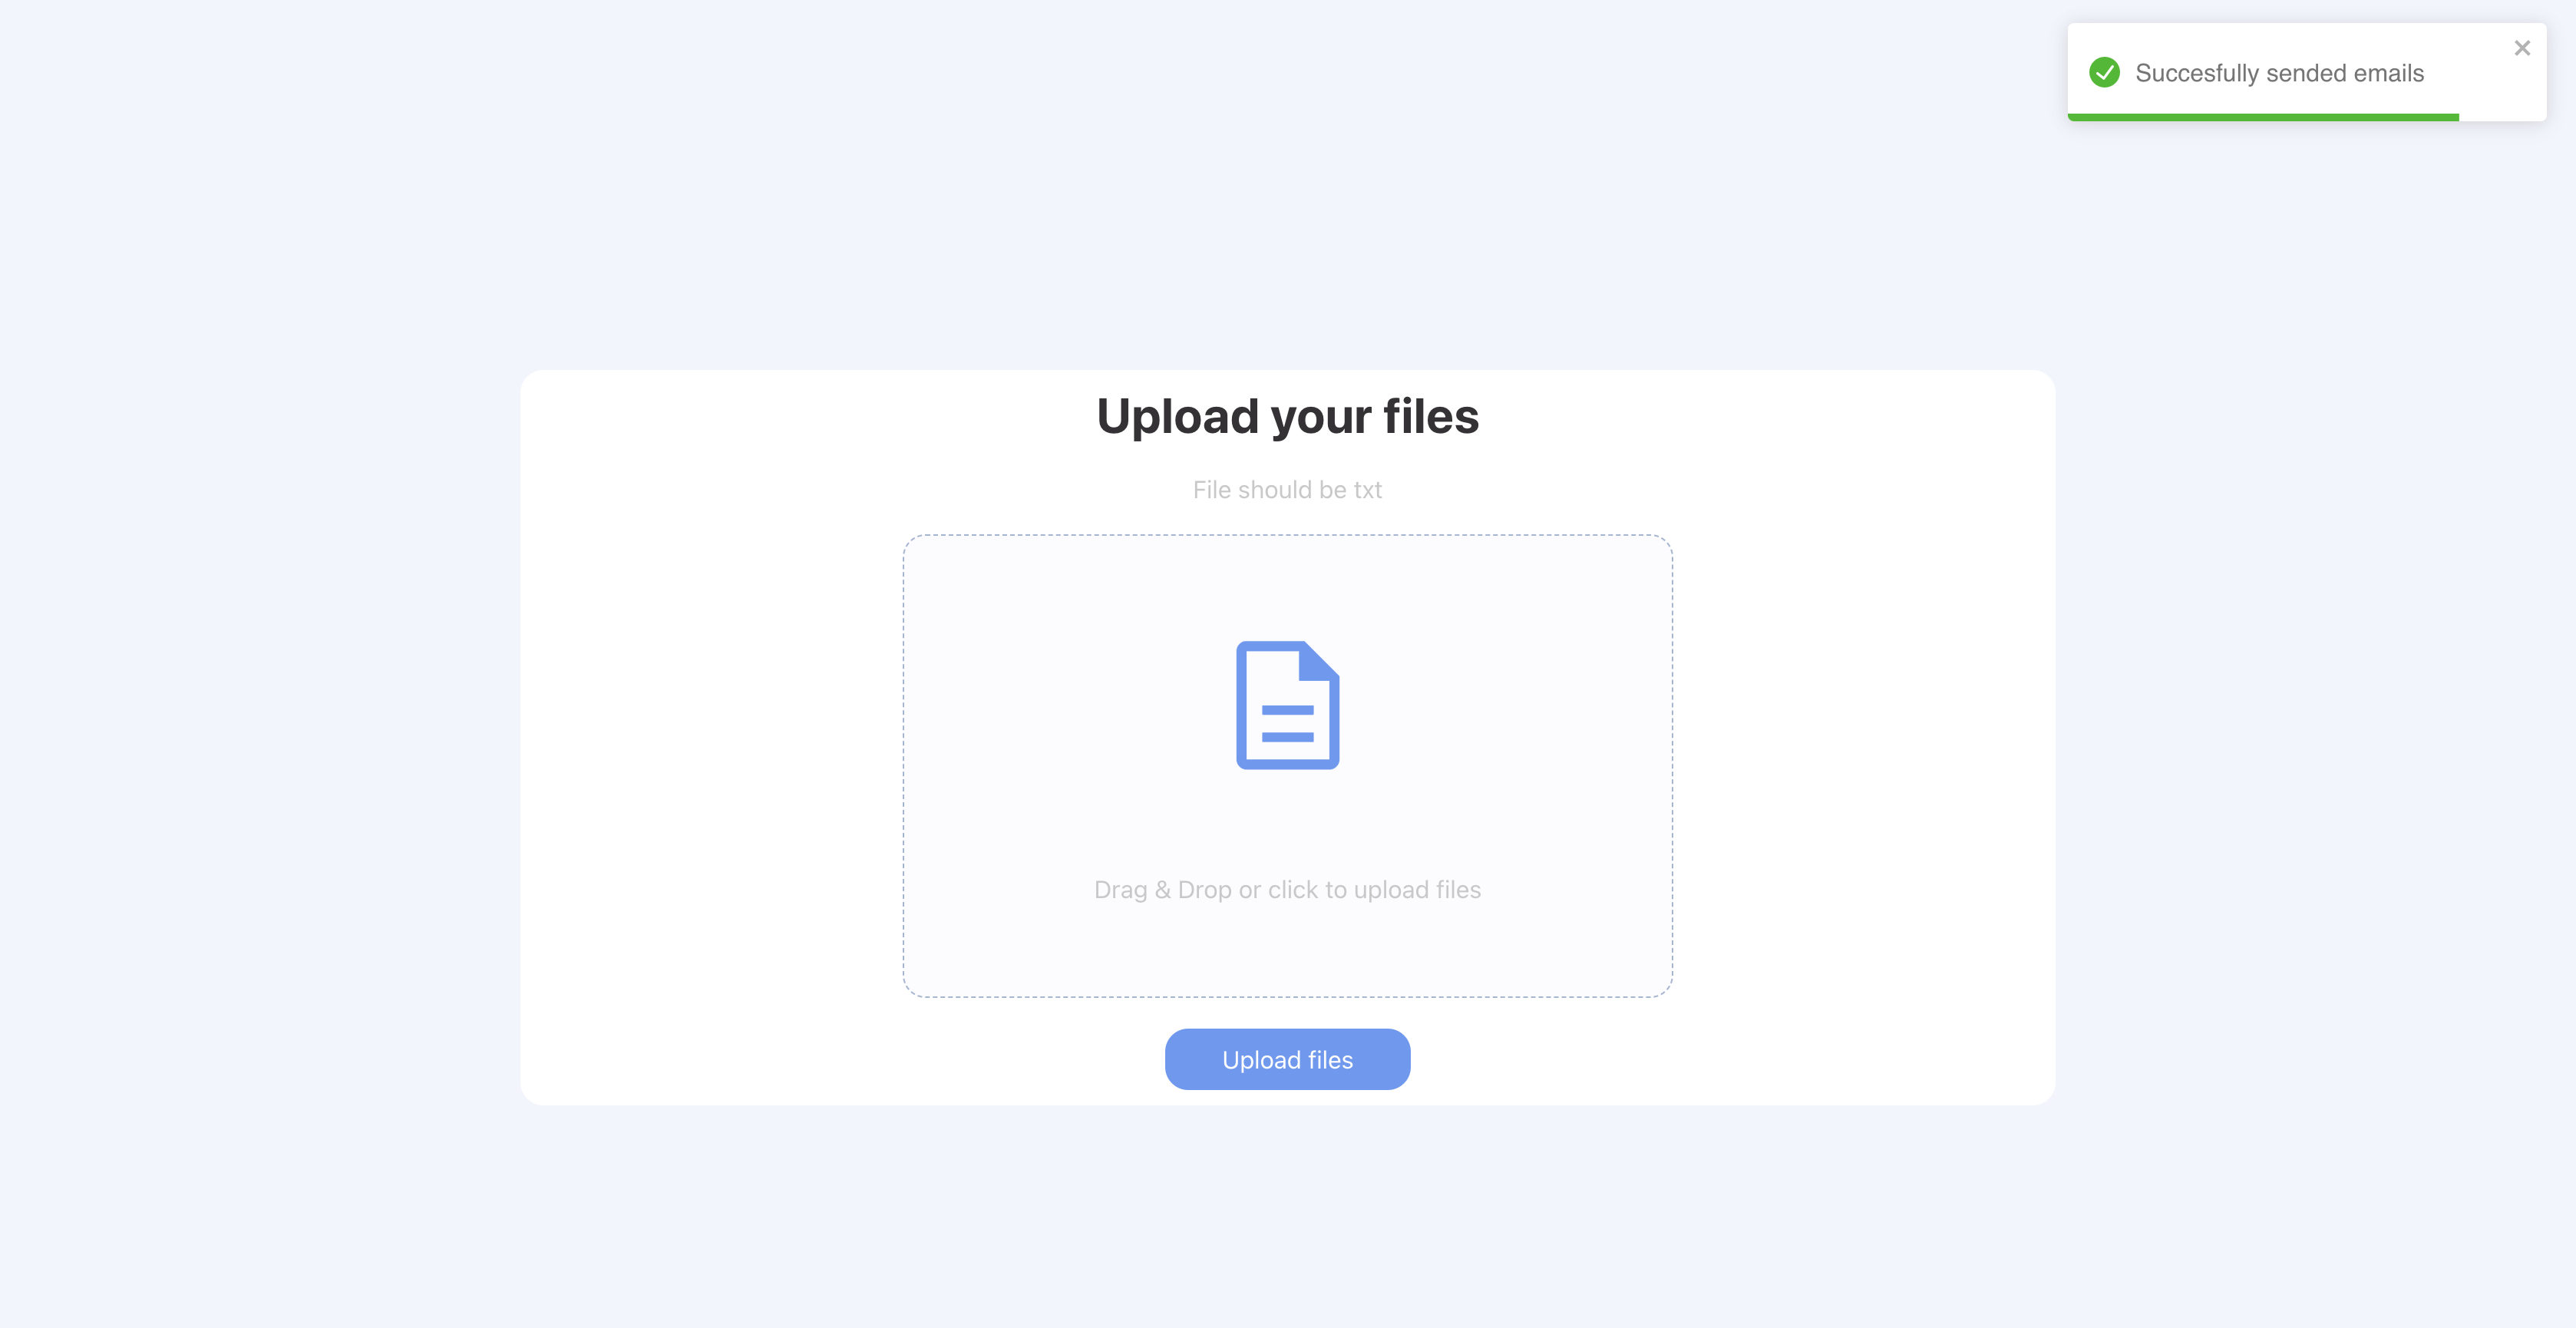 Succesfully sended emails
Upload your files
File should be txt
Drag & Drop or click to upload files
Upload files